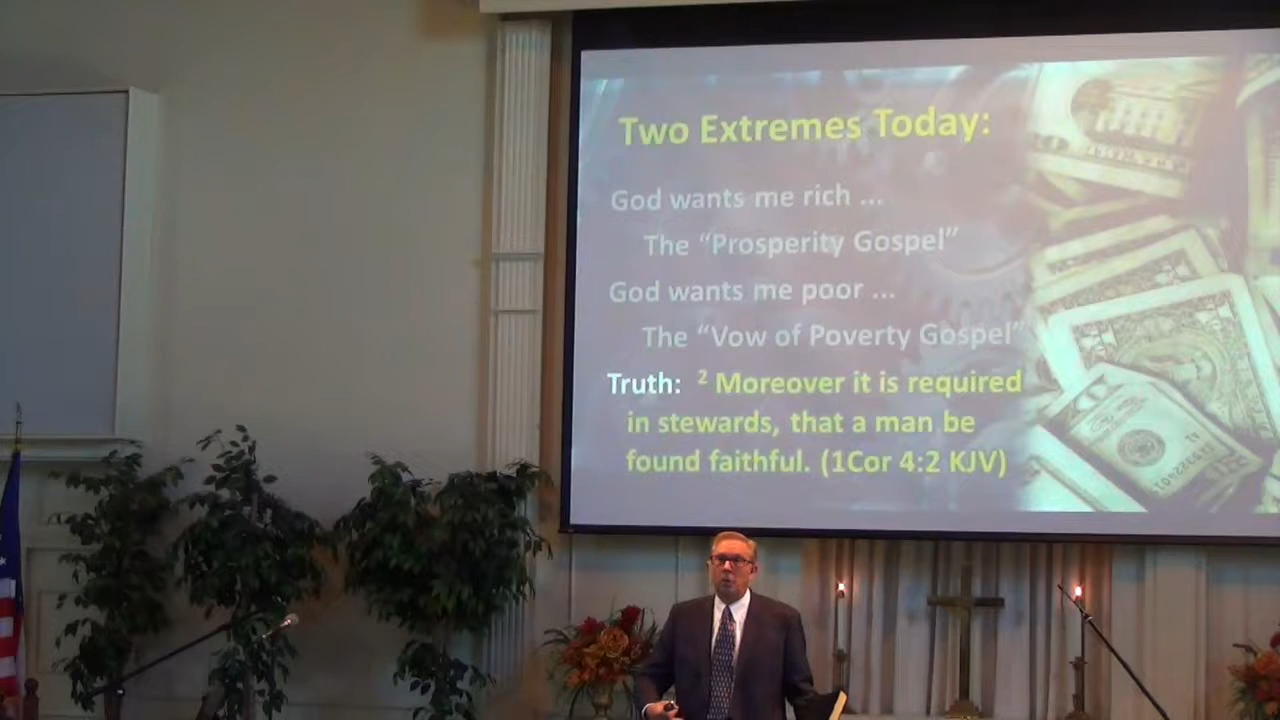 Two Extremes Today:
God wants me rich ...
The “Prosperity Gospel”
God wants me poor ...
The “Vow of Poverty Gospel”
Truth: 2 Moreover it is required
in stewards, that a man be
found faithful. (1Cor 4:2 KJV)